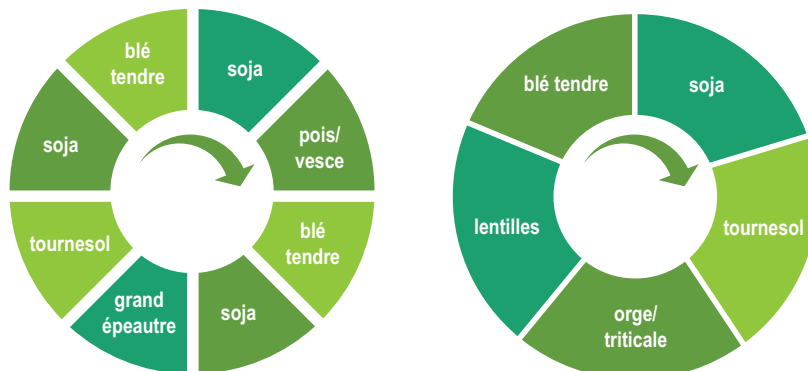 soja
pois/
vesce
blé
tendre
soja
grand
épeautre
tournesol
soja
blé
tendre
soja
tournesol
orge/
triticale
lentilles
blé tendre